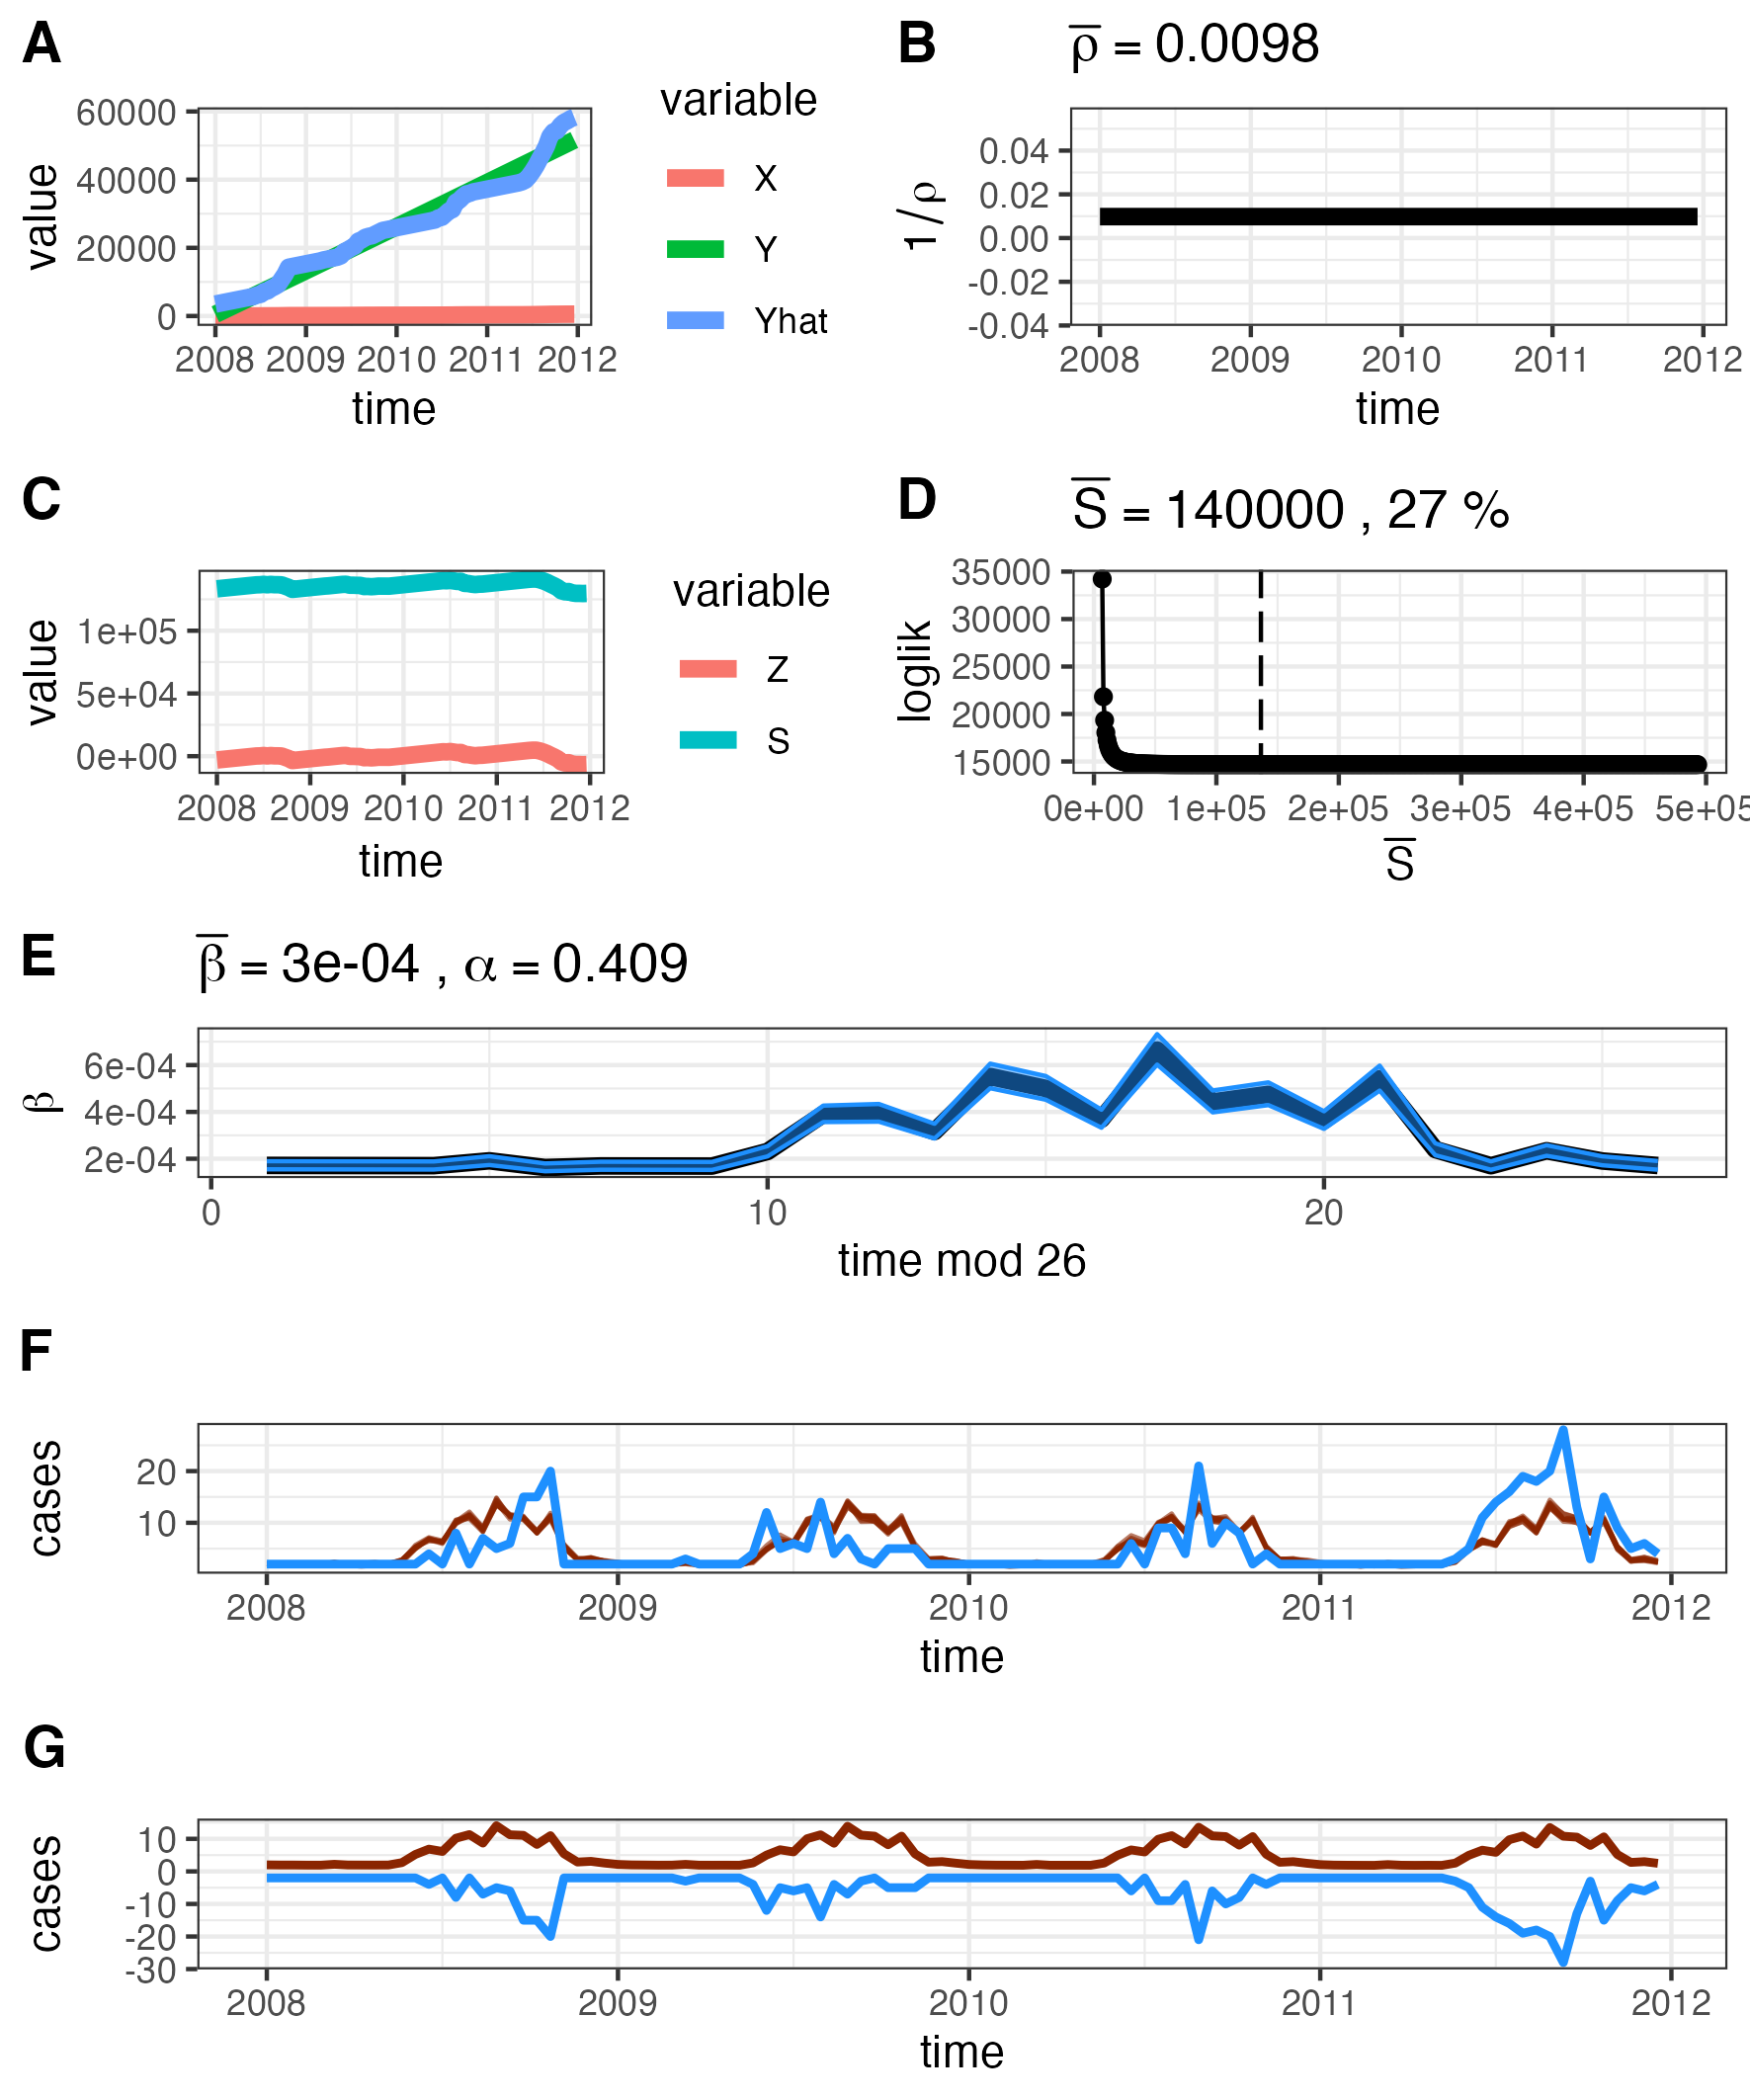 A
60000
40000
20000
0
value
2008 2009 2010 2011 2012
time
variable
X
Y
Yhat
B
ρ̅ = 0.0098
0.04
0.02
0.00
-0.02
-0.04
1/ρ
2008 2009 2010 2011 2012
time
C
1e+05
5e+04
0e+00
value
2008 2009 2010 2011 2012
time
variable
Z
S
D
S̅ = 140000 , 27 %
35000
30000
25000
20000
15000
loglik
0e+00 1e+05 2e+05 3e+05 4e+05 5e+05
S̅
E
β̅ = 3e-04 , α = 0.409
6e-04
4e-04
2e-04
β
0 10 20
time mod 26
F
20
10
cases
2008 2009 2010 2011 2012
time
G
10
0
-10
-20
-30
cases
2008 2009 2010 2011 2012
time